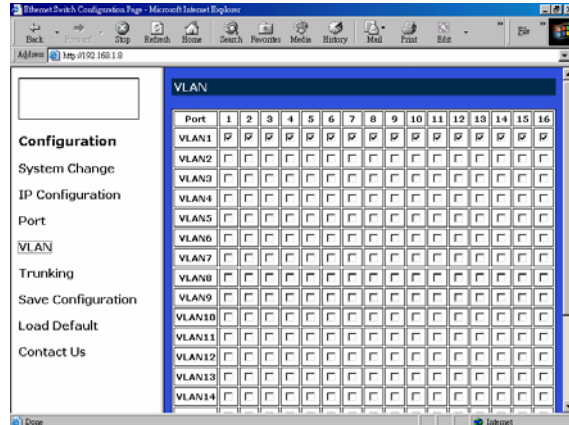 Ethernet Switch Configuration Page - Microsoft Internet Explorer
Back Forward Stop Refresh Home Search Favorites Media History Mail Print Edit
File
Address http://192.168.1.8
VLAN
Configuration
System Change
IP Configuration
Port
VLAN
Trunking
Save Configuration
Load Default
Contact Us
Port 1 2 3 4 5 6 7 8 9 10 11 12 13 14 15 16
VLAN1
VLAN2
VLAN3
VLAN4
VLAN5
VLAN6
VLAN7
VLAN8
VLAN9
VLAN10
VLAN11
VLAN12
VLAN13
VLAN14
Done
Internet